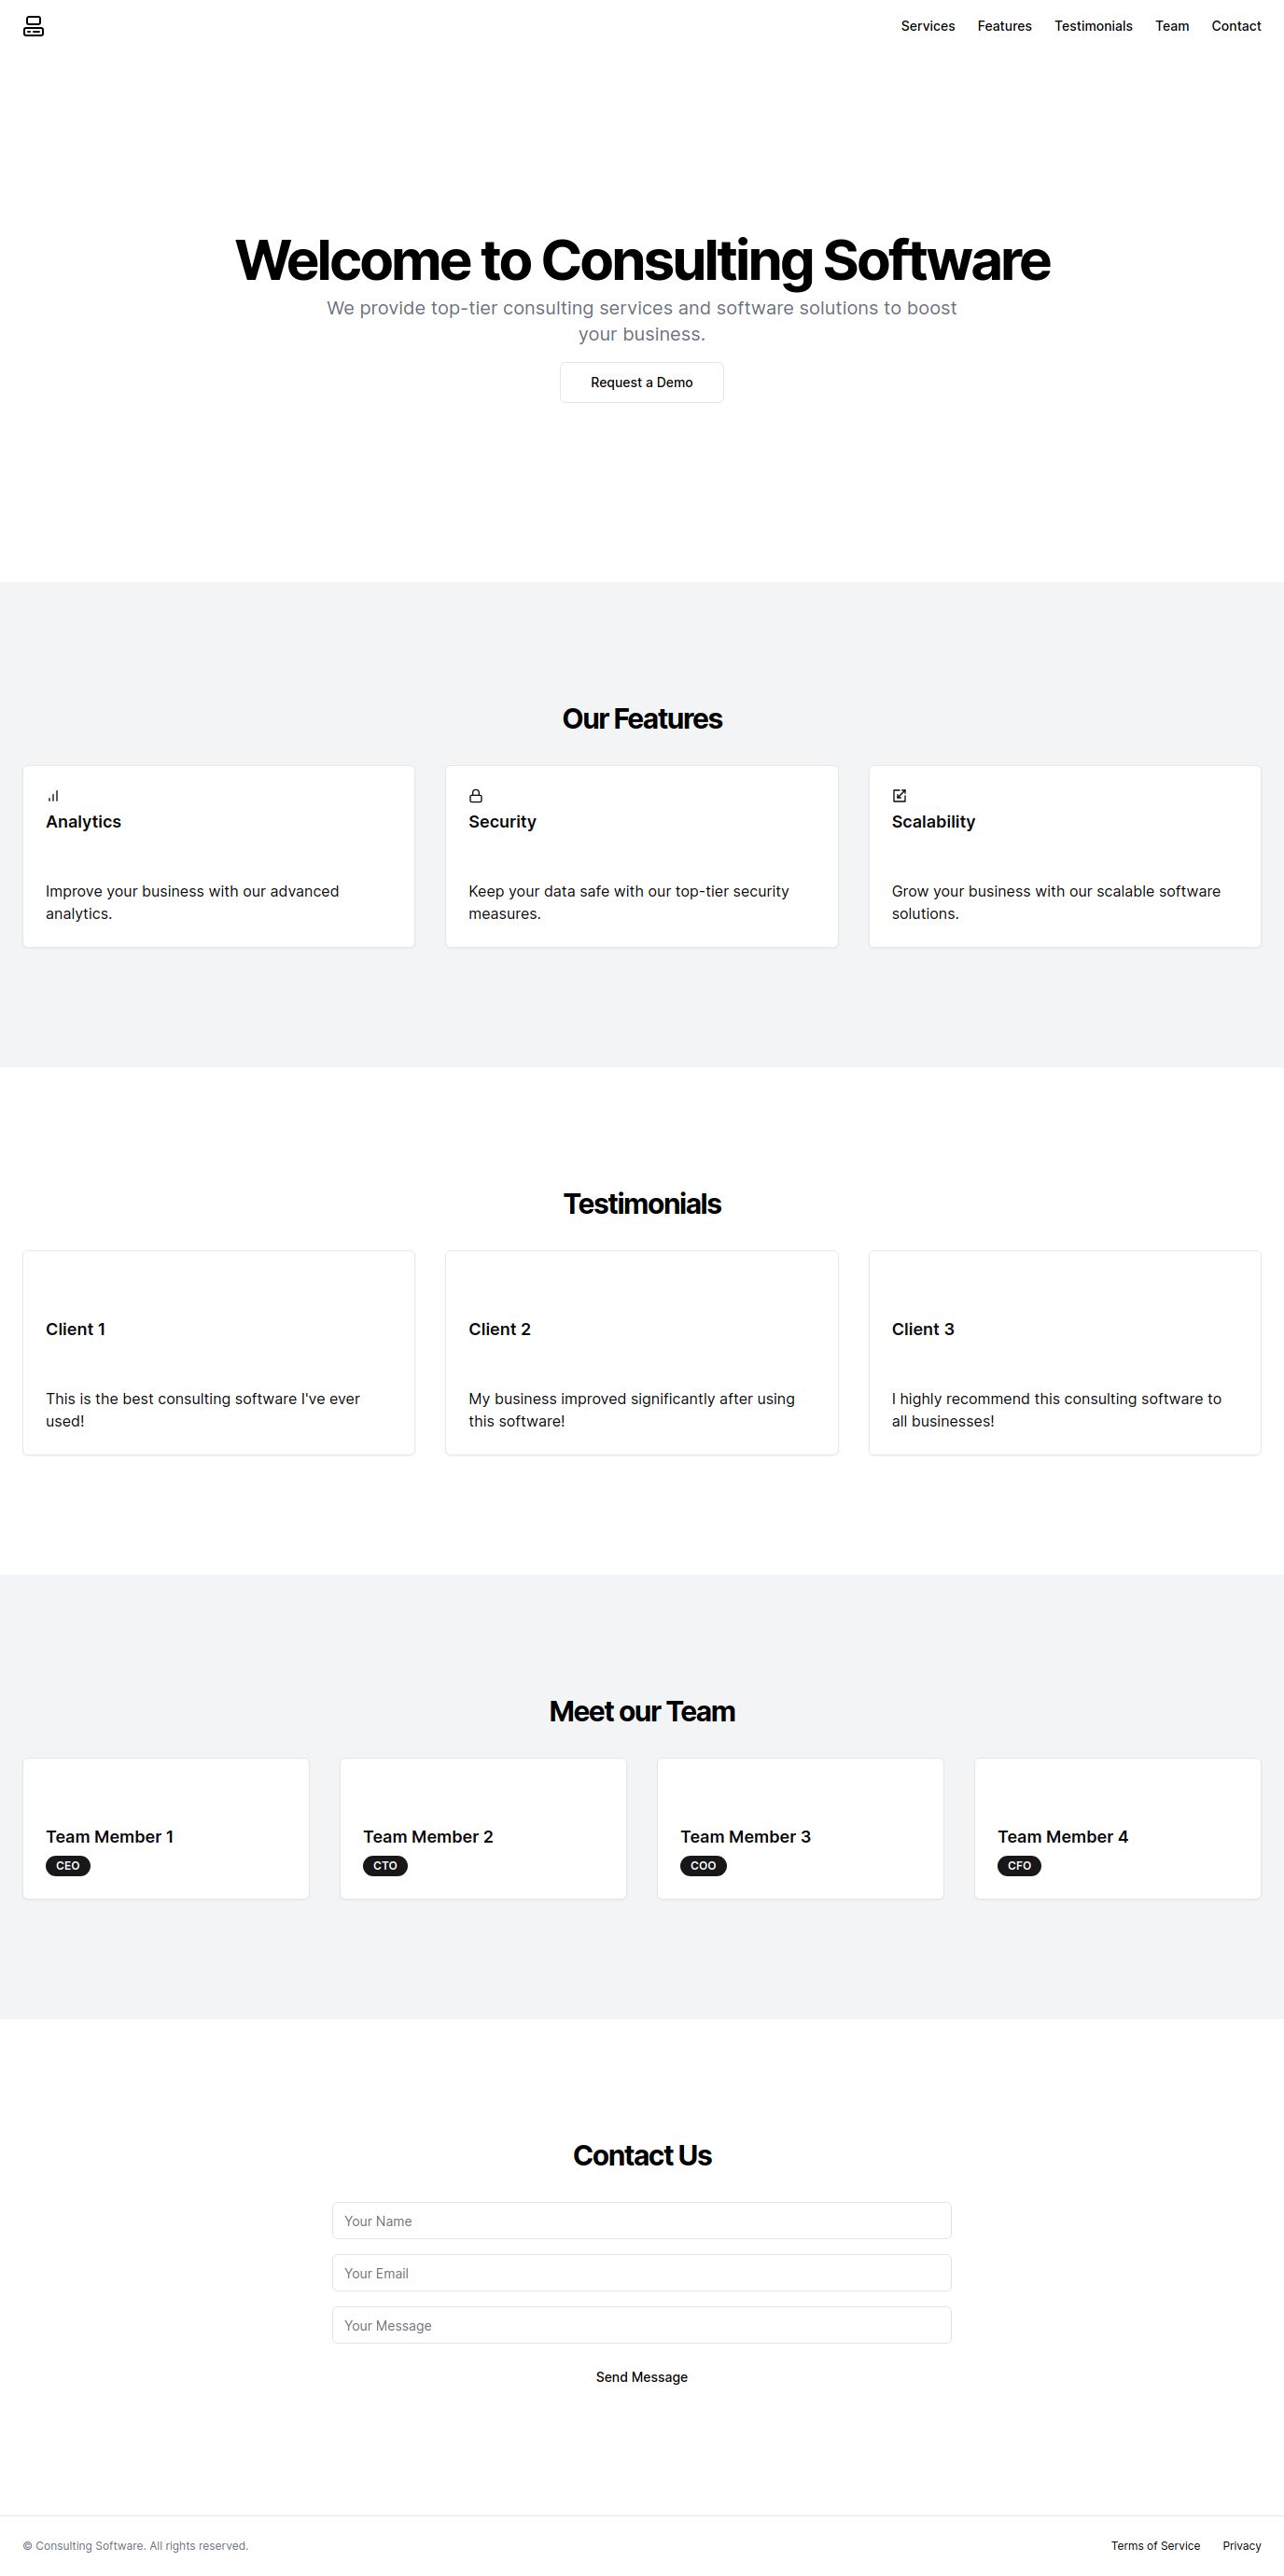 Services Features Testimonials Team Contact
Welcome to Consulting Software
We provide top-tier consulting services and software solutions to boost
your business.
Request a Demo
Our Features
Analytics
Improve your business with our advanced
analytics.
Security
Keep your data safe with our top-tier security
measures.
Scalability
Grow your business with our scalable software
solutions.
Testimonials
Client 1
This is the best consulting software I've ever
used!
Client 2
My business improved significantly after using
this software!
Client 3
I highly recommend this consulting software to
all businesses!
Meet our Team
Team Member 1
CEO
Team Member 2
CTO
Team Member 3
COO
Team Member 4
CFO
Contact Us
Your Name
Your Email
Your Message
Send Message
© Consulting Software. All rights reserved.
Terms of Service Privacy